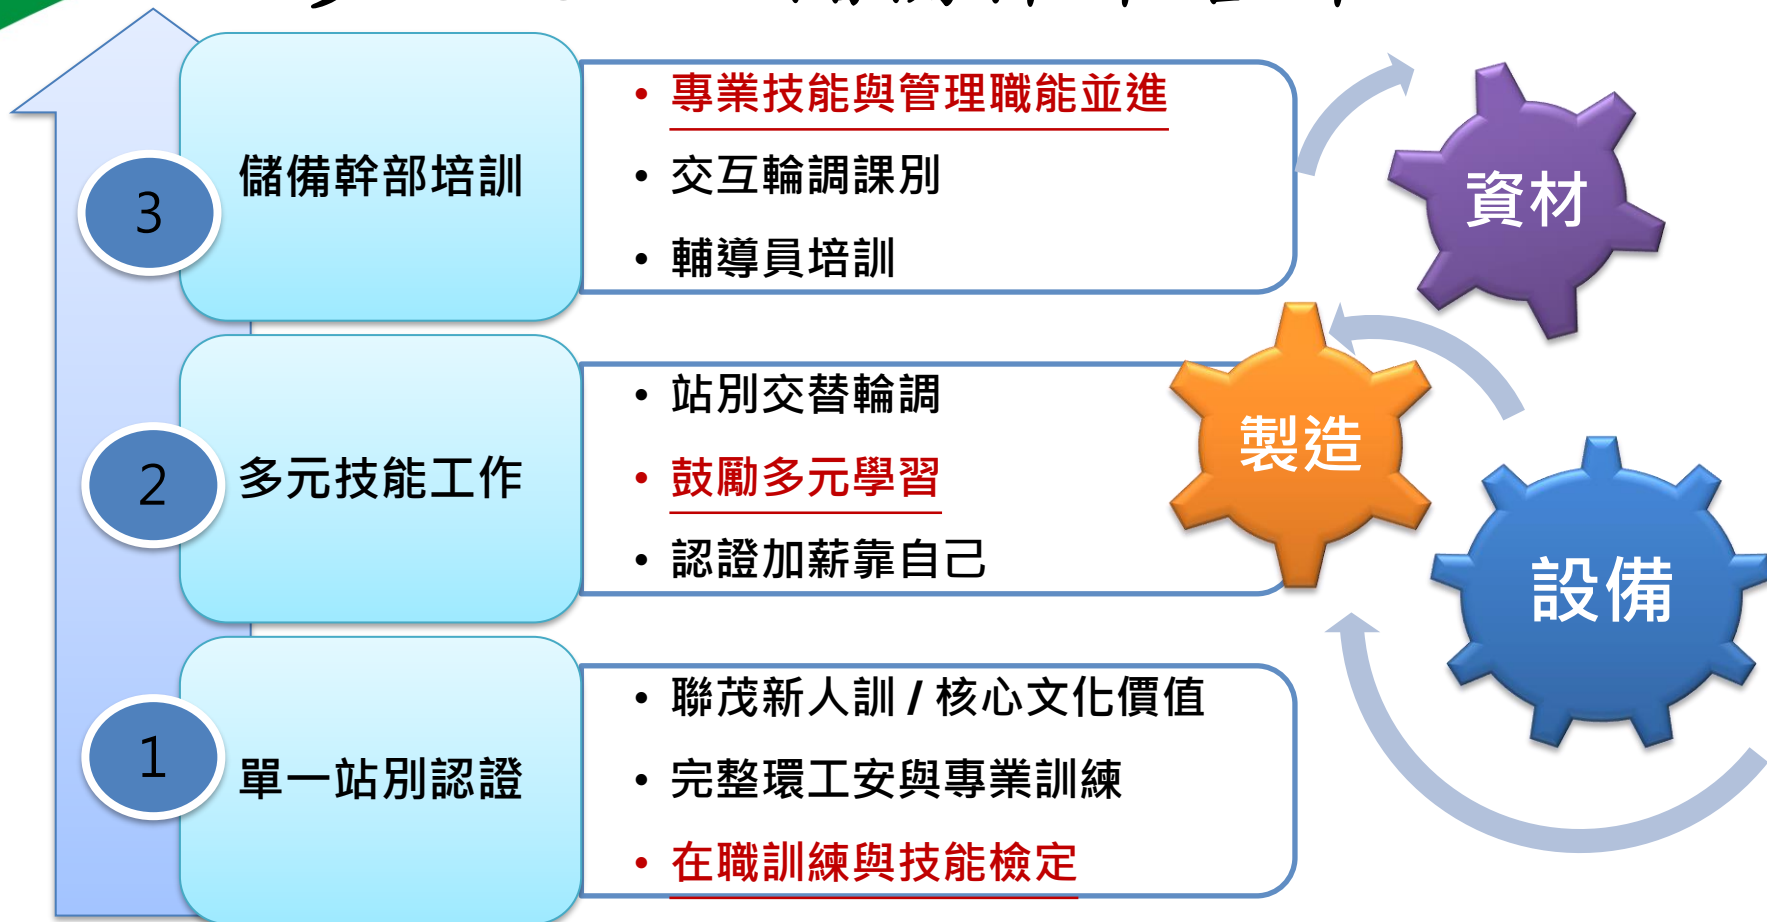 3
儲備幹部培訓
• 專業技能與管理職能並進
• 交互輪調課別
• 輔導員培訓
資材
2
多元技能工作
• 站別交替輪調
• 鼓勵多元學習
• 認證加薪靠自己
製造
設備
1
單一站別認證
• 聯茂新人訓 / 核心文化價值
• 完整環工安與專業訓練
• 在職訓練與技能檢定